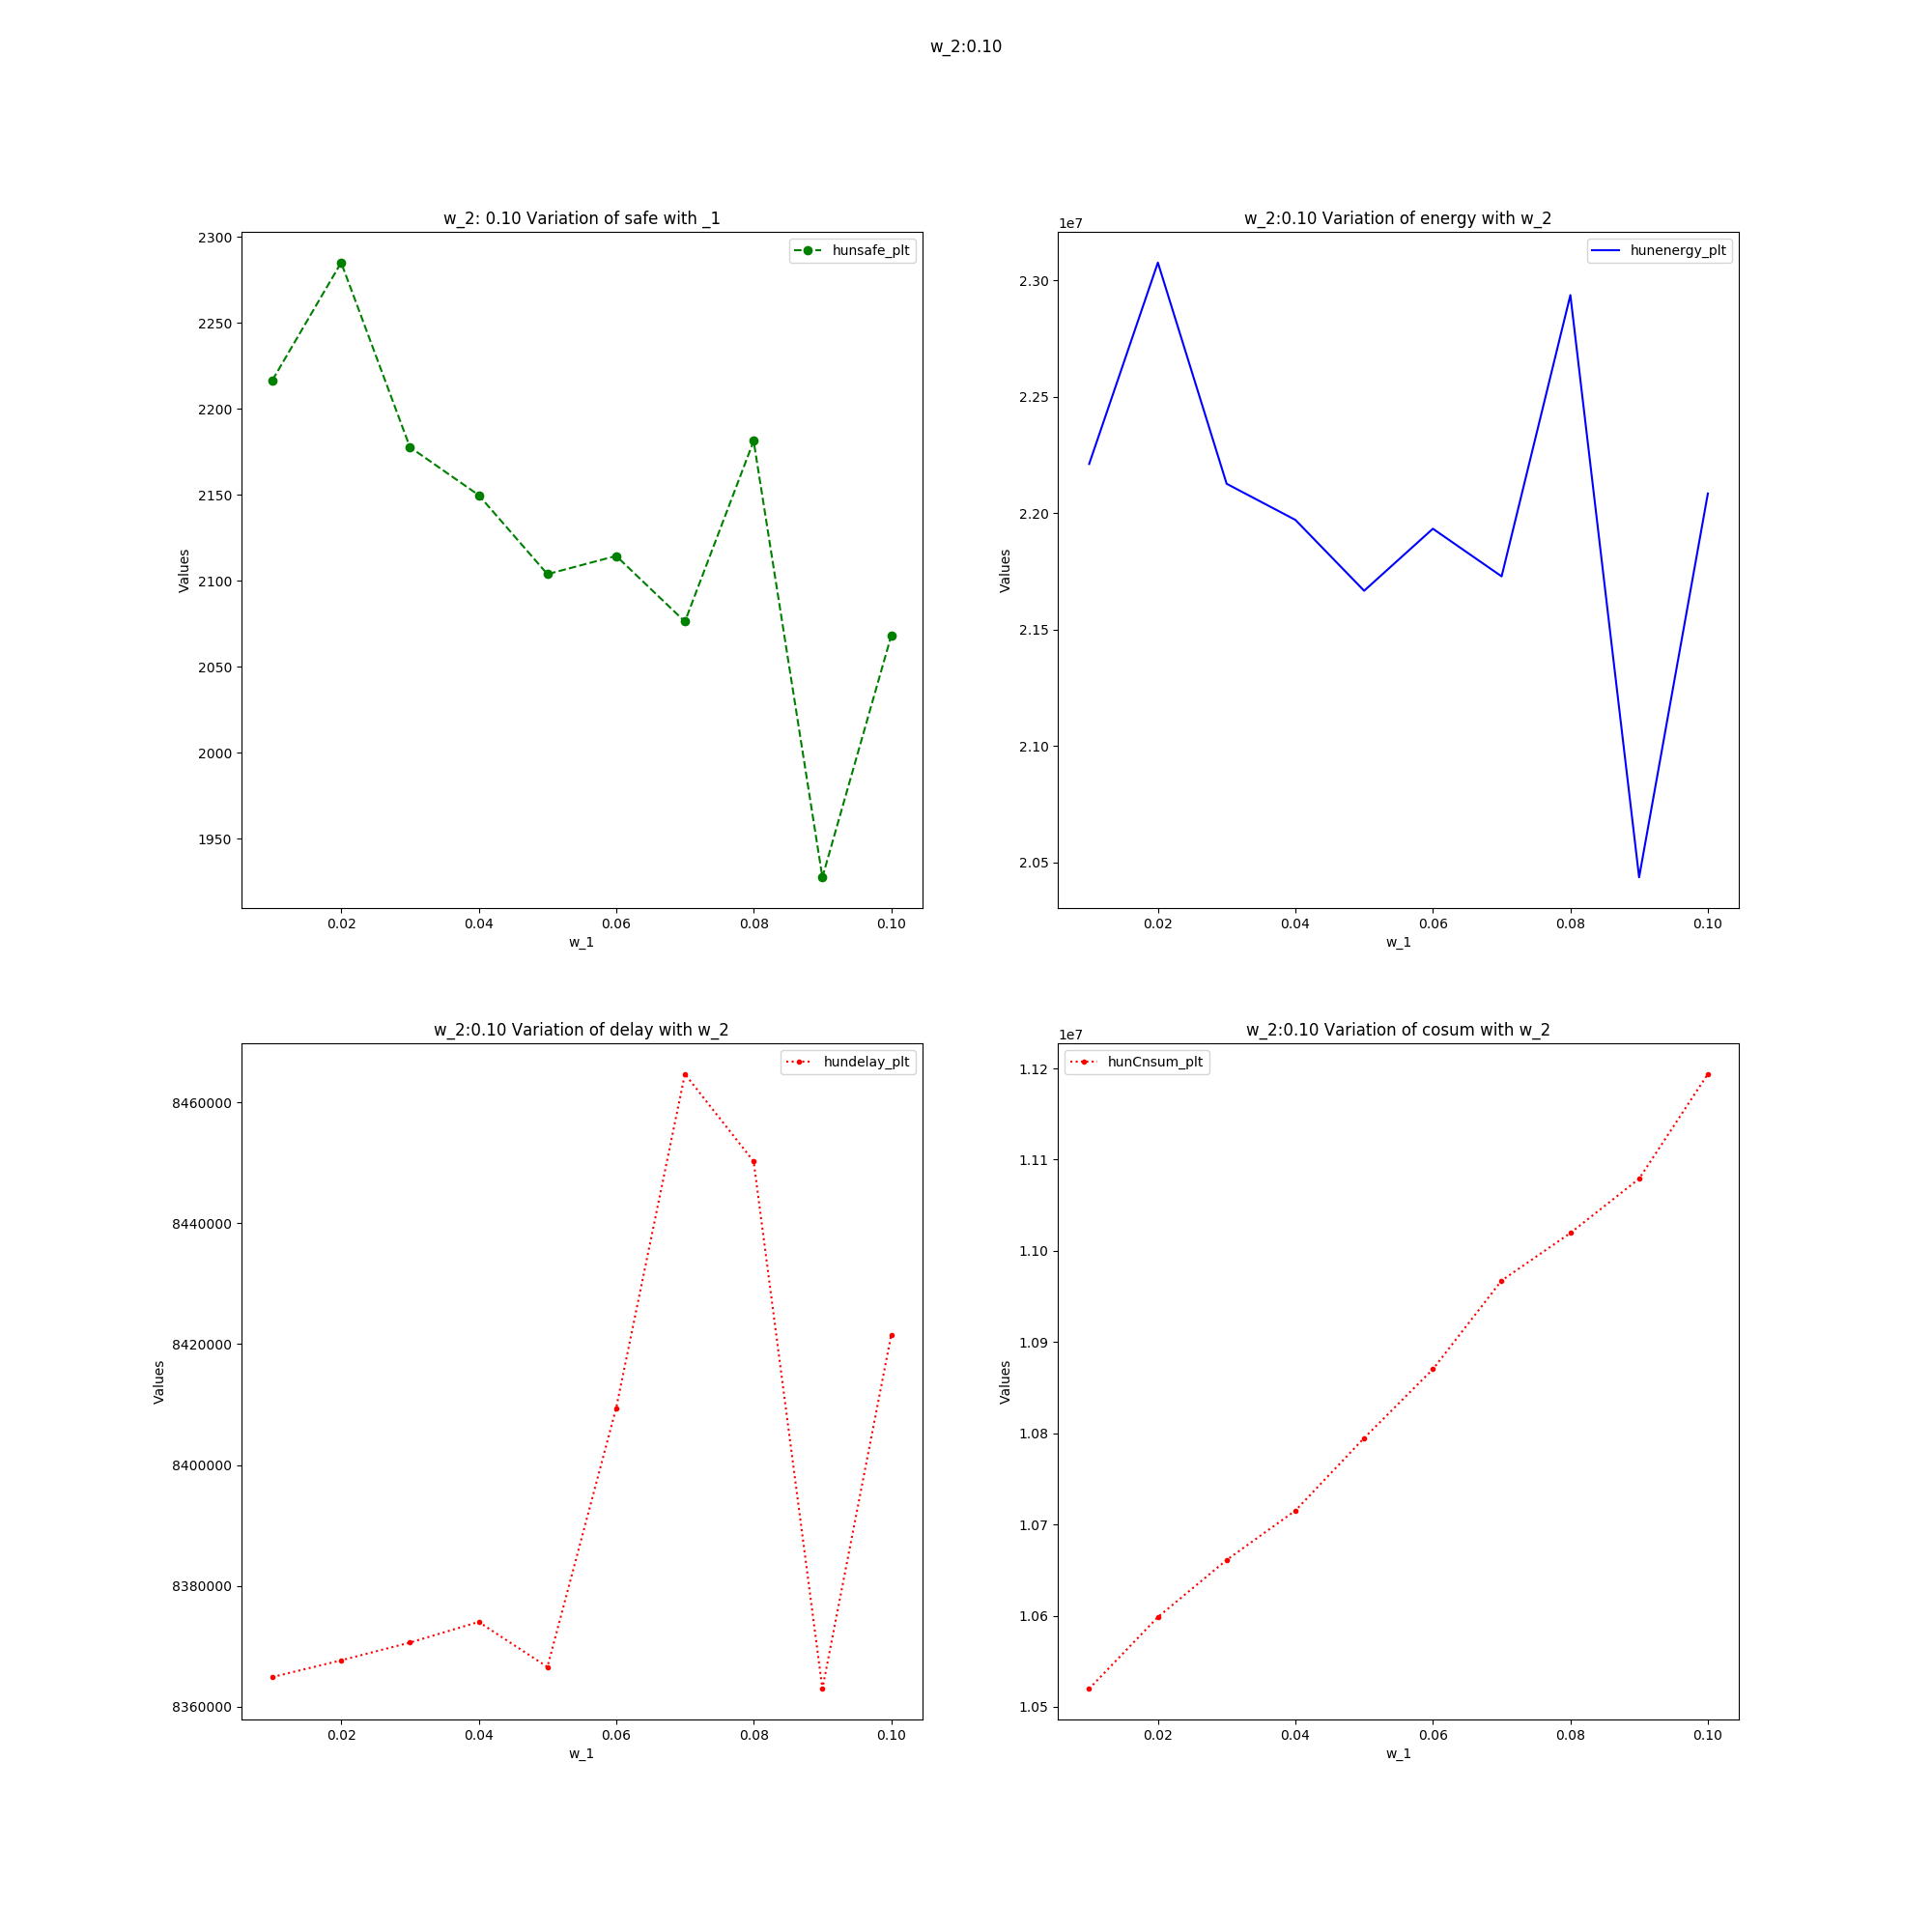 w_2:0.10
w_2: 0.10 Variation of safe with _1
hunsafe_plt
2300
2250
2200
2150
2100
2050
2000
1950
Values
0.02 0.04 0.06 0.08 0.10
w_1
w_2:0.10 Variation of energy with w_2
1e7
hunenergy_plt
2.30
2.25
2.20
2.15
2.10
2.05
Values
0.02 0.04 0.06 0.08 0.10
w_1
w_2:0.10 Variation of delay with w_2
hundelay_plt
8460000
8440000
8420000
8400000
8380000
8360000
Values
0.02 0.04 0.06 0.08 0.10
w_1
w_2:0.10 Variation of cosum with w_2
1e7
hunCnsum_plt
1.12
1.11
1.10
1.09
1.08
1.07
1.06
1.05
Values
0.02 0.04 0.06 0.08 0.10
w_1